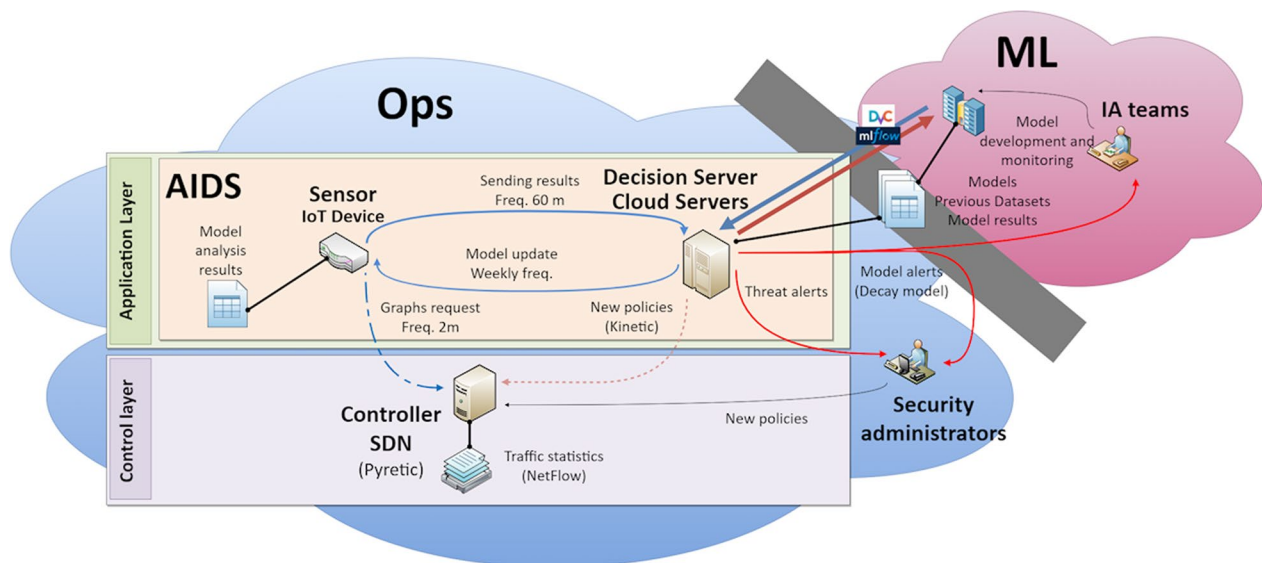 Ops
ML
IA teams
Model
development and
monitoring
DVC
mlflow
Models
Previous Datasets
Model results
Application Layer
AIDS
Sensor
IoT Device
Sending results
Freq. 60 m
Decision Server
Cloud Servers
Model
analysis
results
Model update
Weekly freq.
Graphs request
Freq. 2m
New policies
(Kinetic)
Threat alerts
Model alerts
(Decay model)
Control layer
Controller
SDN
(Pyretic)
Traffic statistics
(NetFlow)
New policies
Security
administrators